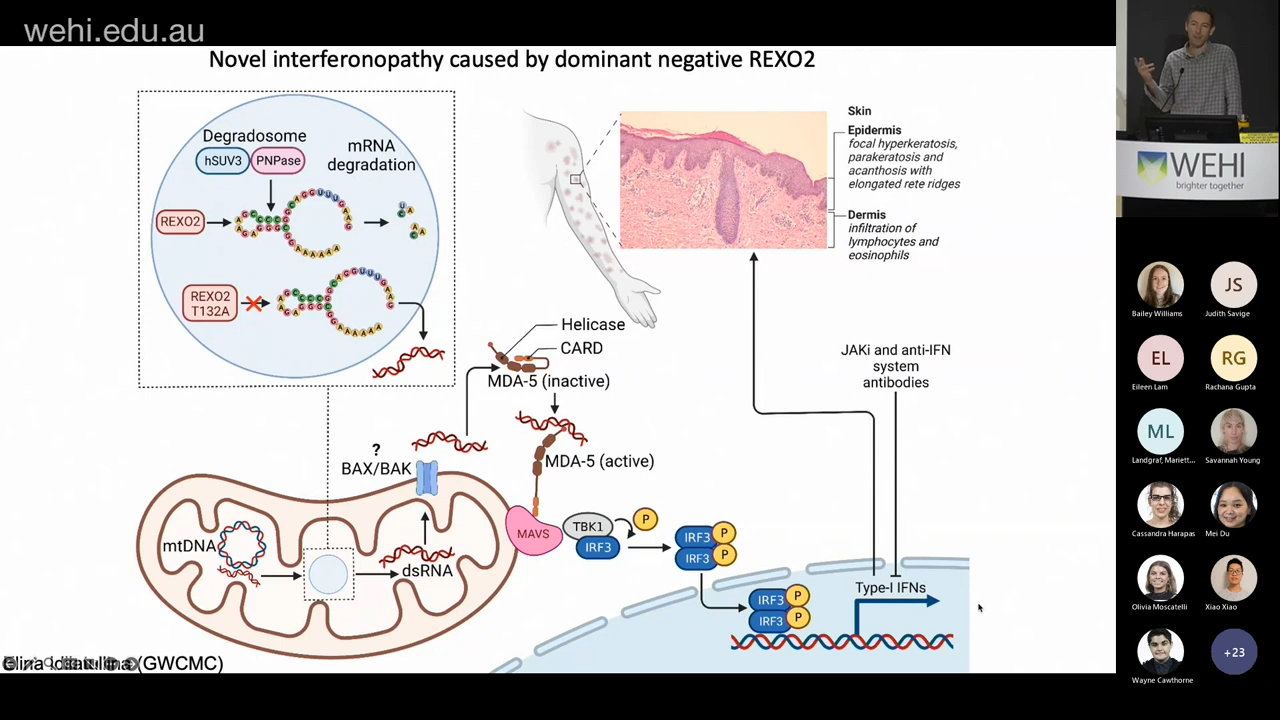 wehi.edu.au
Novel interferonopathy caused by dominant negative REXO2
Degradosome
hSUV3
PNPase
mRNA
degradation
REXO2
REXO2
T132A
Skin
Epidermis
focal hyperkeratosis,
parakeratosis and
acanthosis with
elongated rete ridges
Dermis
infiltration of
lymphocytes and
eosinophils
Helicase
CARD
MDA-5 (inactive)
JAKi and anti-IFN
system
antibodies
?
BAX/BAK
MDA-5 (active)
mtDNA
dsRNA
MAVS
TBK1
IRF3
P
IRF3
P
IRF3
P
IRF3
P
IRF3
P
Type-I IFNs
(GWCMC)
WEHI
brighter together
Bailey Williams
JS
Judith Savige
EL
Eileen Lam
RG
Rachana Gupta
ML
Landgraf, Mariett...
Savannah Young
Cassandra Harapas
Mei Du
Olivia Moscatelli
Xiao Xiao
Wayne Cawthorne
+23